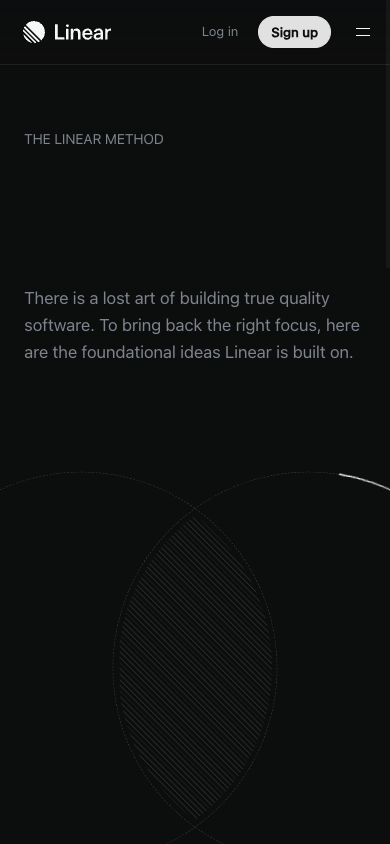 Linear
Log in
Sign up
THE LINEAR METHOD
There is a lost art of building true quality
software. To bring back the right focus, here
are the foundational ideas Linear is built on.